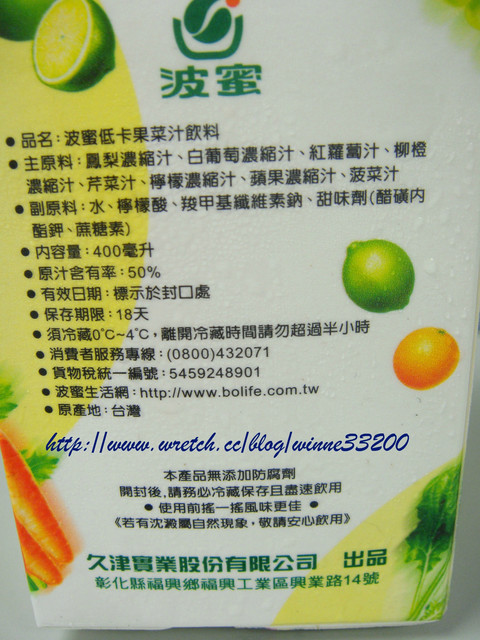 波蜜
● 品名：波蜜低卡果菜汁飲料
● 主原料：鳳梨濃縮汁、白葡萄濃縮汁、紅蘿蔔汁、柳橙
濃縮汁、芹菜汁、檸檬濃縮汁、蘋果濃縮汁、菠菜汁
● 副原料：水、檸檬酸、羧甲基纖維素鈉、甜味劑(醋磺內
酯鉀、蔗糖素)
● 內容量：400毫升
● 原汁含有率：50%
● 有效日期：標示於封口處
● 保存期限：18天
● 須冷藏0°C~4°C，離開冷藏時間請勿超過半小時
● 消費者服務專線：(0800)432071
● 貨物稅統一編號：5459248901
● 波蜜生活網：http://www.bolife.com.tw
● 原產地：台灣
http://www.wretch.cc/blog/winne33200
本產品無添加防腐劑
開封後,請務必冷藏保存且盡速飲用
● 使用前搖一搖風味更佳 ●
《若有沈澱屬自然現象，敬請安心飲用》
久津實業股份有限公司 出品
彰化縣福興鄉福興工業區興業路14號